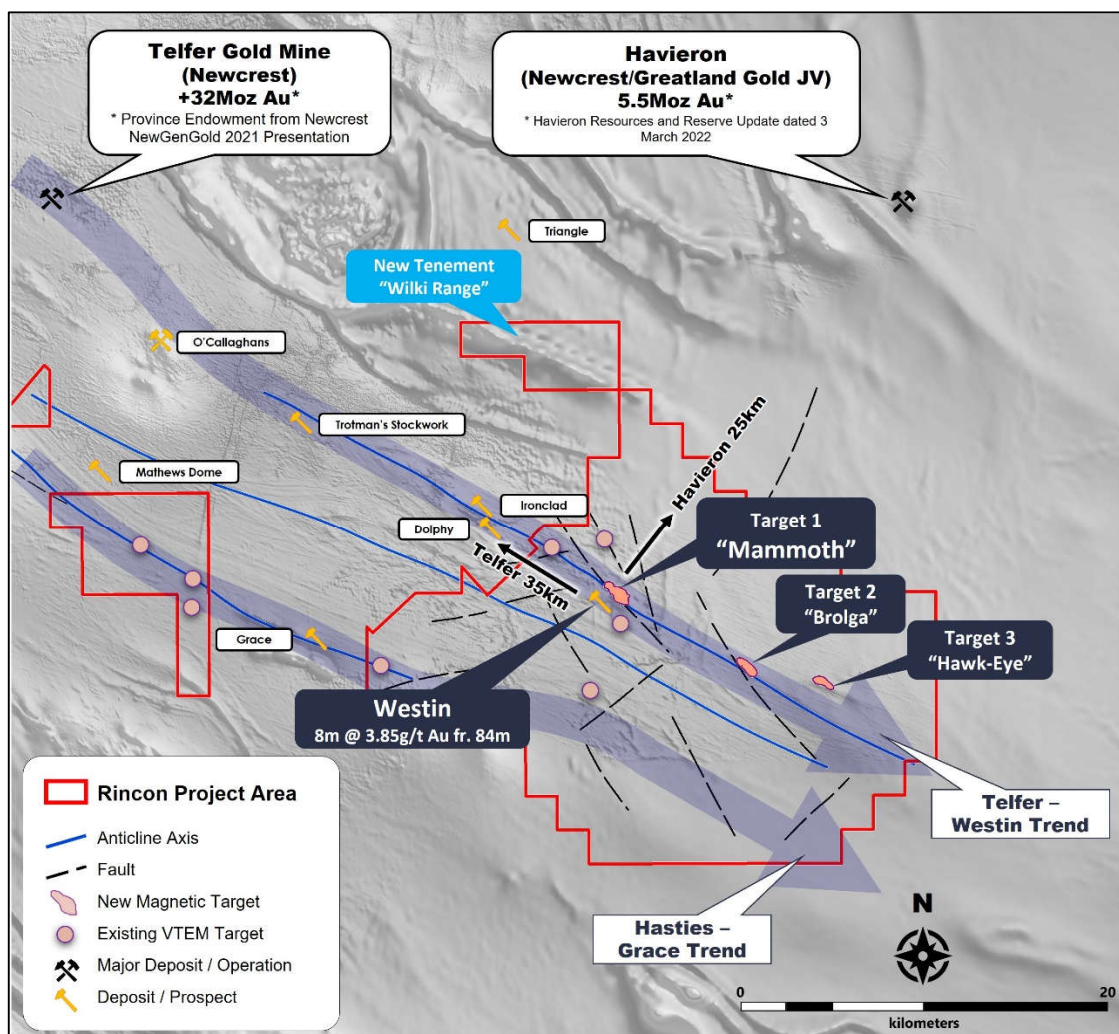 Telfer Gold Mine
(Newcrest)
+32Moz Au*
* Province Endowment from Newcrest
NewGenGold 2021 Presentation
Havieron
(Newcrest/Greatland Gold JV)
5.5Moz Au*
* Havieron Resources and Reserve Update dated 3
March 2022
Triangle
New Tenement
“Wilki Range”
O'Callaghans
Trotman's Stockwork
Mathews Dome
Ironclad
Dolphy
Havieron 25km
Telfer 35km
Target 1
“Mammoth”
Target 2
“Brolga”
Target 3
“Hawk-Eye”
Grace
Westin
8m @ 3.85g/t Au fr. 84m
Telfer –
Westin Trend
Hasties –
Grace Trend
Rincon Project Area
Anticline Axis
Fault
New Magnetic Target
Existing VTEM Target
Major Deposit / Operation
Deposit / Prospect
N
0
20
kilometers